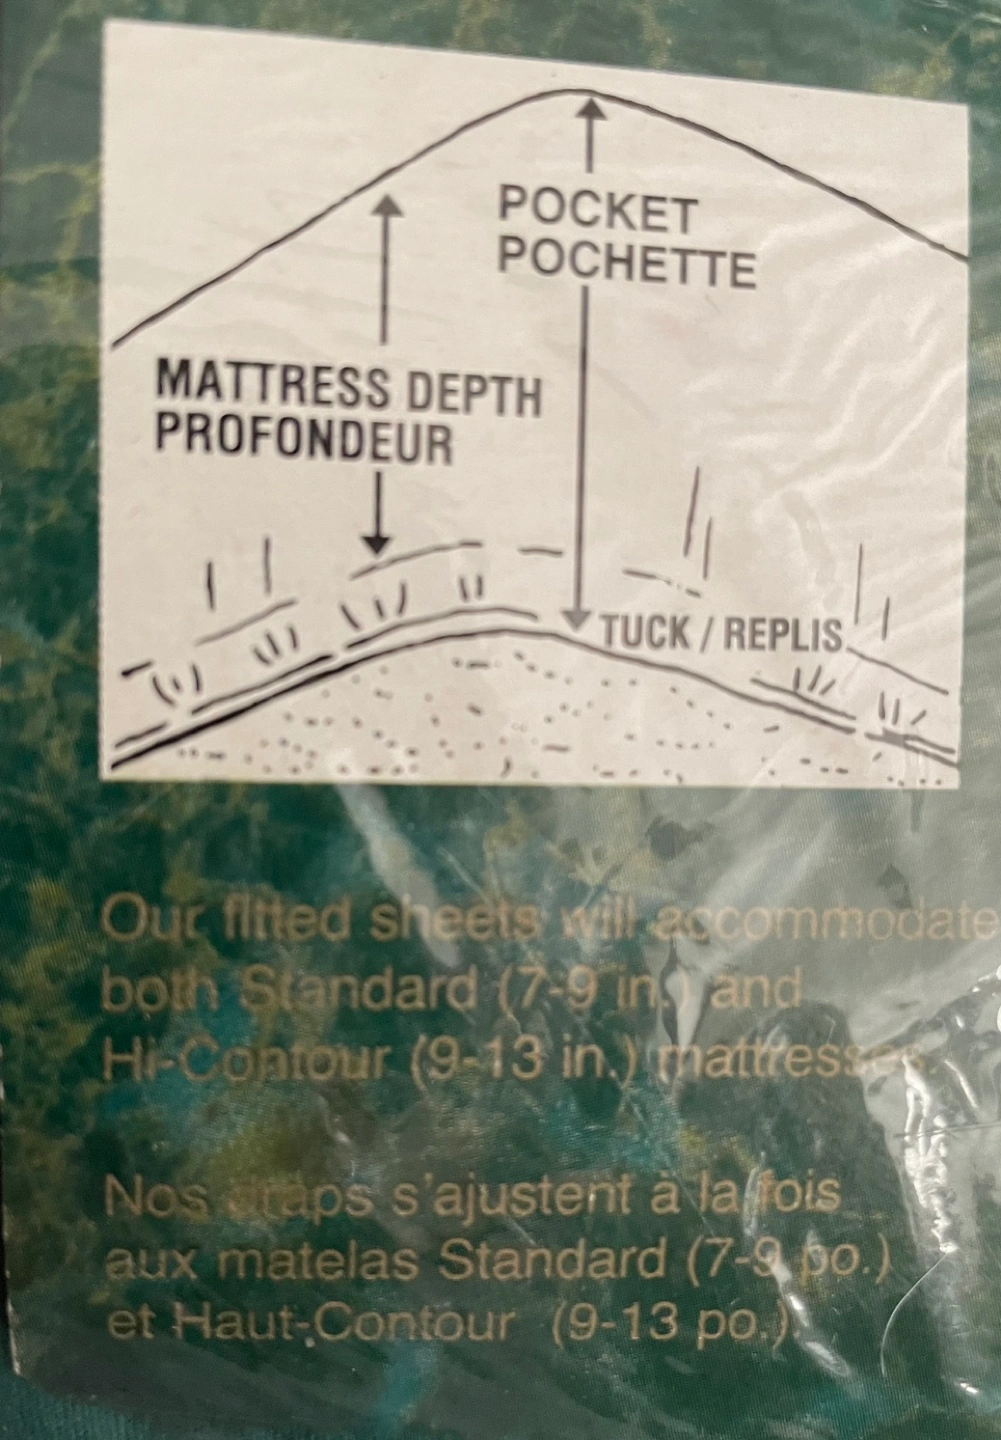 POCKET
POCHETTE
MATTRESS DEPTH
PROFONDEUR
TUCK / REPLIS
Our fitted sheets will accommodate
both Standard (7-9 in.) and
Hi-Contour (9-13 in.) mattresses.
Nos draps s'ajustent à la fois
aux matelas Standard (7-9 po.)
et Haut-Contour (9-13 po.).